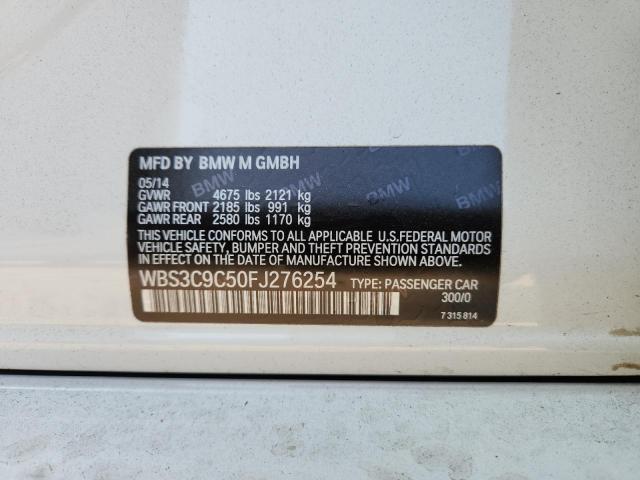 MFD BY BMW M GMBH
05/14
GVWR 4675 lbs 2121 kg
GAWR FRONT 2185 lbs 991 kg
GAWR REAR 2580 lbs 1170 kg
THIS VEHICLE CONFORMS TO ALL APPLICABLE U.S.FEDERAL MOTOR
VEHICLE SAFETY, BUMPER AND THEFT PREVENTION STANDARDS
IN EFFECT ON THE DATE OF MANUFACTURE SHOWN ABOVE.
WBS3C9C50FJ276254 TYPE: PASSENGER CAR
300/0
7 315 814